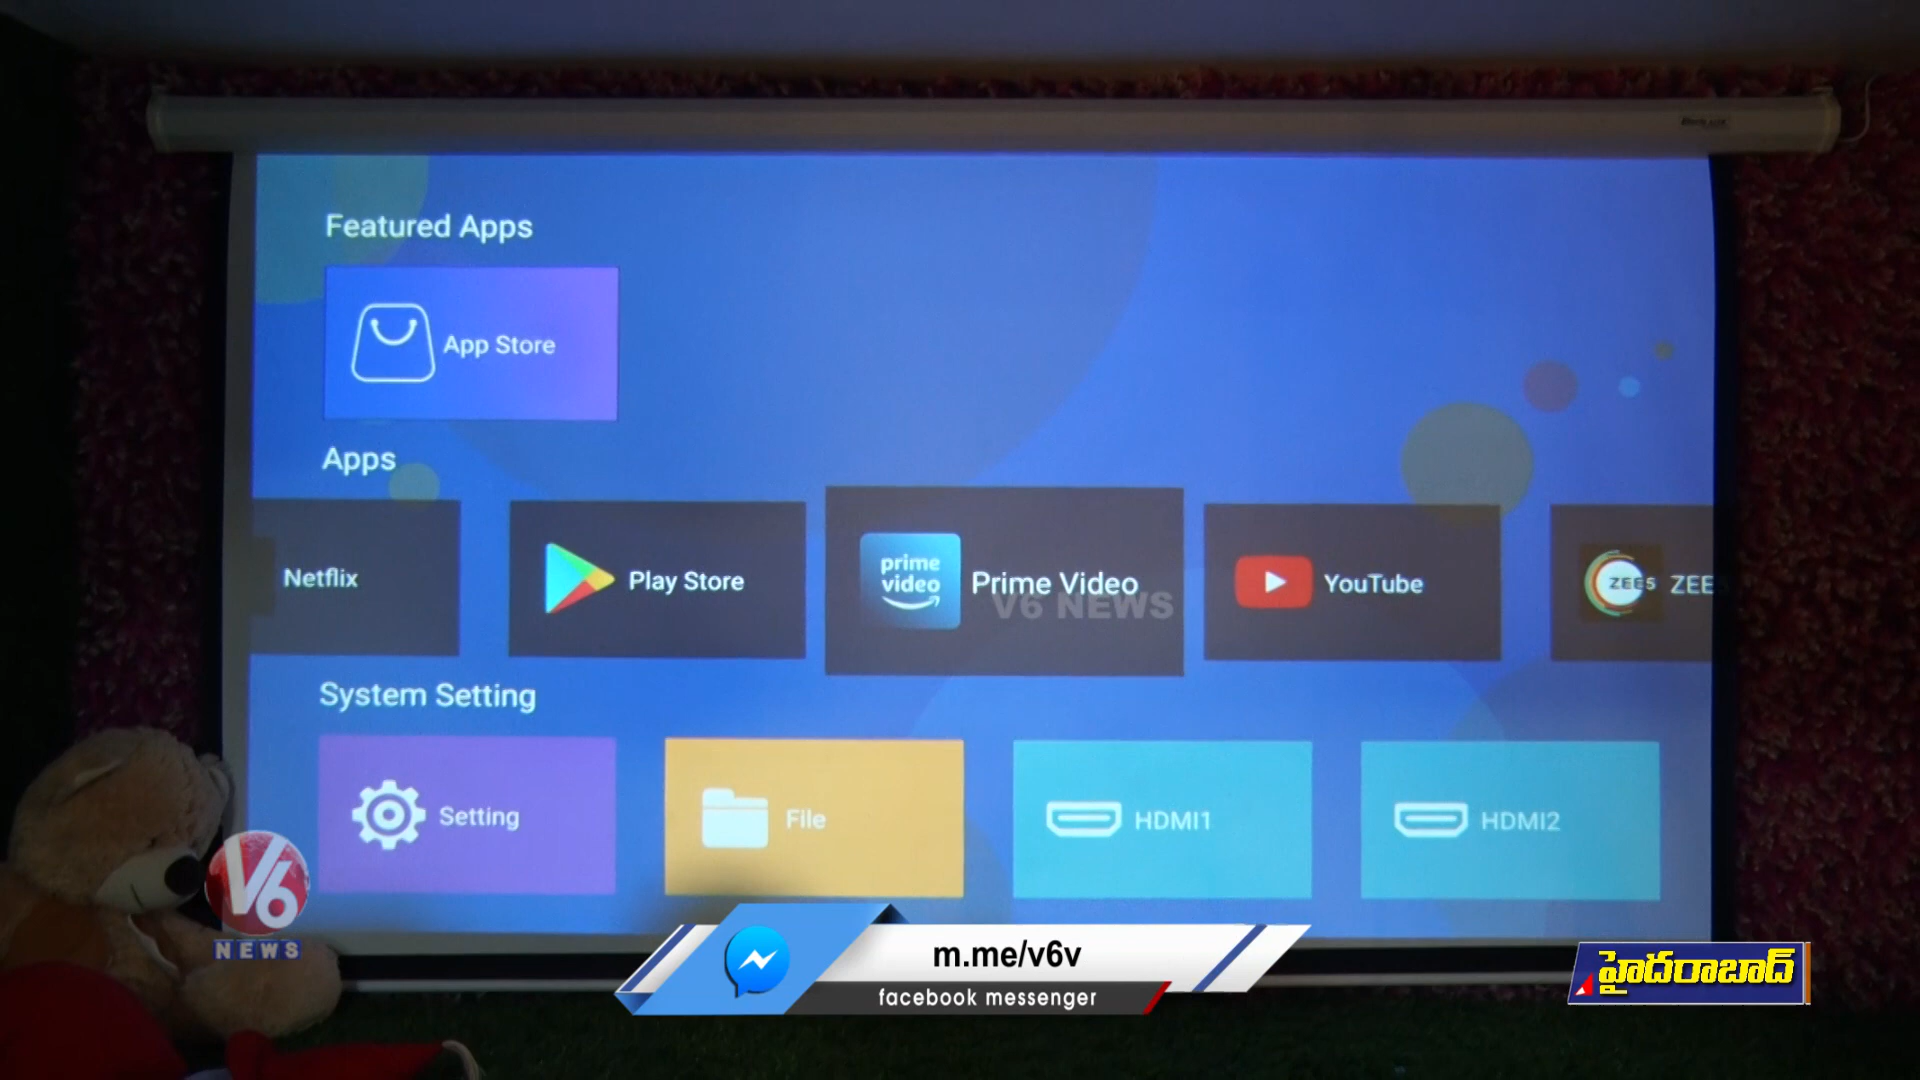 Featured Apps
App Store
Apps
Netflix
Play Store
prime video
Prime Video
YouTube
ZEE5
ZEE
V6 NEWS
System Setting
Setting
File
HDMI1
HDMI2
V6
NEWS
m.me/v6v
facebook messenger
హైదరాబాద్